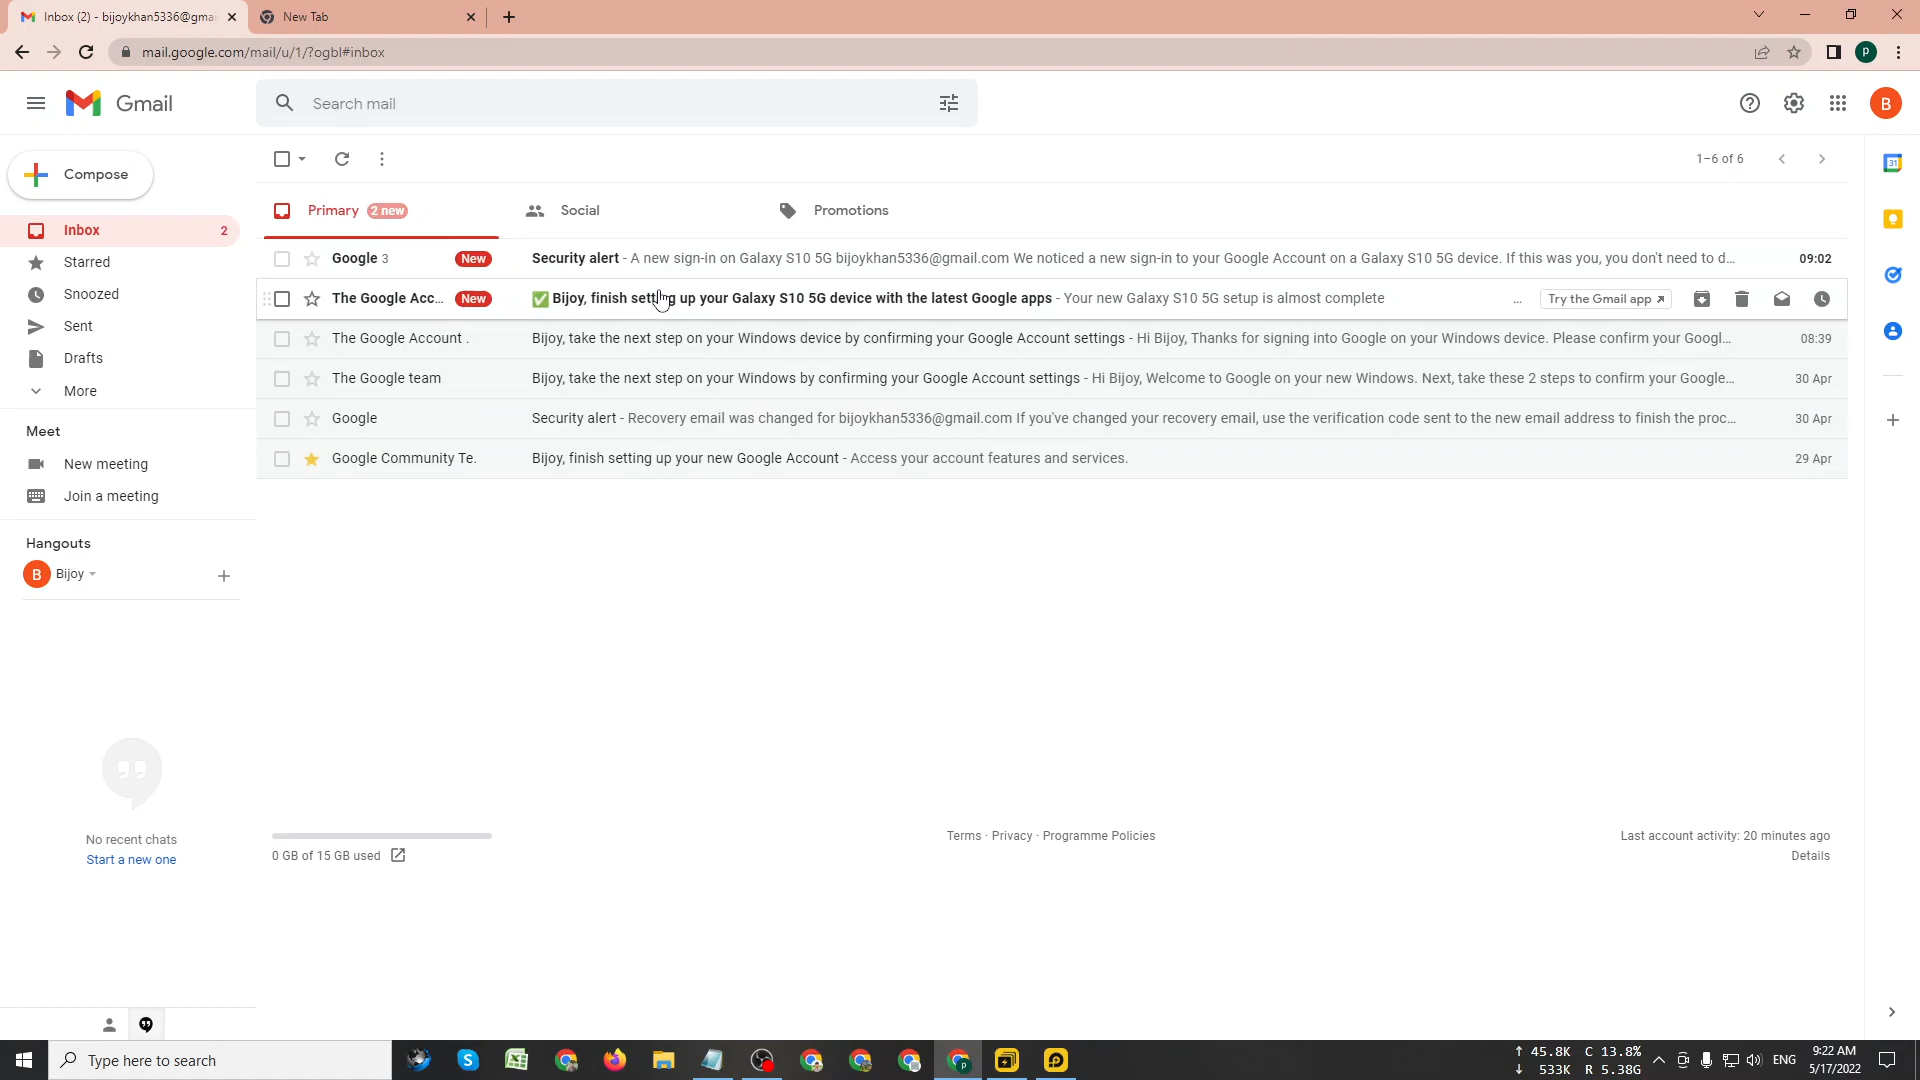 Inbox (2) - bijoykhan5336@gmai
New Tab
mail.google.com/mail/u/1/?ogbl#inbox
P
Gmail
Search mail
B
Compose
1–6 of 6
31
Primary 2 new
Social
Promotions
Inbox 2
Starred
Snoozed
Sent
Drafts
More
Google 3 New Security alert - A new sign-in on Galaxy S10 5G bijoykhan5336@gmail.com We noticed a new sign-in to your Google Account on a Galaxy S10 5G device. If this was you, you don't need to d... 09:02
The Google Acc... New ✅ Bijoy, finish setting up your Galaxy S10 5G device with the latest Google apps - Your new Galaxy S10 5G setup is almost complete ... Try the Gmail app
The Google Account . Bijoy, take the next step on your Windows device by confirming your Google Account settings - Hi Bijoy, Thanks for signing into Google on your Windows device. Please confirm your Googl... 08:39
The Google team Bijoy, take the next step on your Windows by confirming your Google Account settings - Hi Bijoy, Welcome to Google on your new Windows. Next, take these 2 steps to confirm your Google... 30 Apr
Google Security alert - Recovery email was changed for bijoykhan5336@gmail.com If you've changed your recovery email, use the verification code sent to the new email address to finish the proc... 30 Apr
Google Community Te. Bijoy, finish setting up your new Google Account - Access your account features and services. 29 Apr
Meet
New meeting
Join a meeting
Hangouts
B Bijoy
No recent chats
Start a new one
0 GB of 15 GB used
Terms · Privacy · Programme Policies
Last account activity: 20 minutes ago
Details
Type here to search
↑ 45.8K C 13.8%
↓ 533K R 5.38G
ENG
9:22 AM
5/17/2022